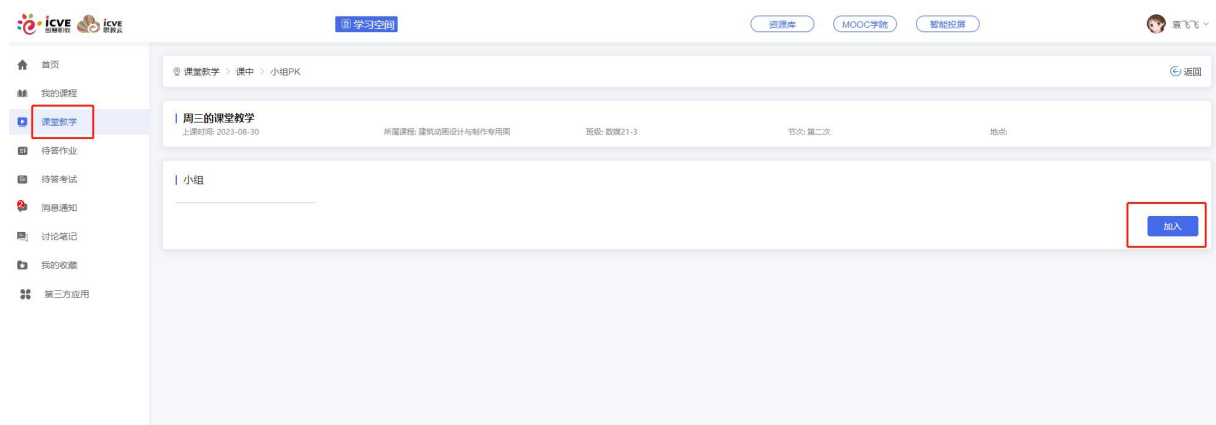 icve 智慧职教 icve 职教云 学习空间 资源库 MOOC学院 智能投屏 袁飞飞
首页
课堂教学 > 课中 > 小组PK 返回
我的课程
课堂教学
周三的课堂教学
上课时间: 2023-08-30 所属课程: 建筑动画设计与制作专用周 班级: 数媒21-3 节次: 第二次 地点:
待答作业
待答考试
小组
2
消息通知
加入
讨论笔记
我的收藏
第三方应用